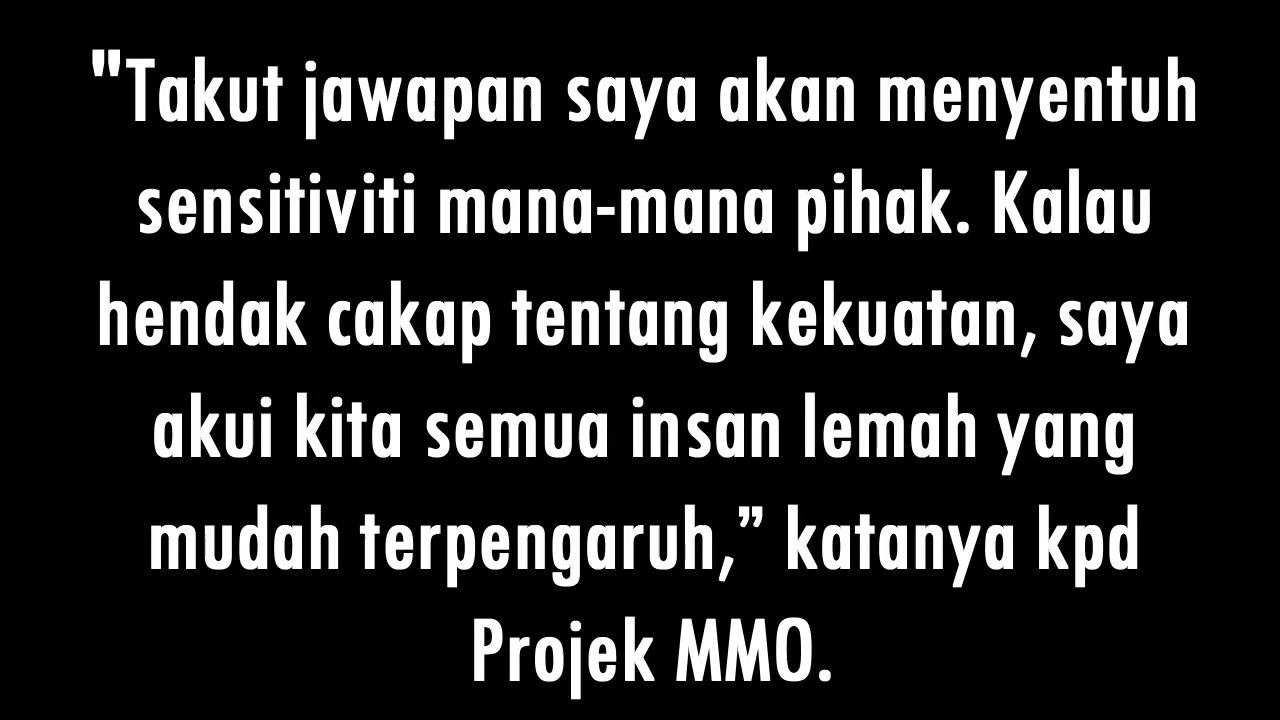 "Takut jawapan saya akan menyentuh
sensitiviti mana-mana pihak. Kalau
hendak cakap tentang kekuatan, saya
akui kita semua insan lemah yang
mudah terpengaruh,” katanya kpd
Projek MMO.